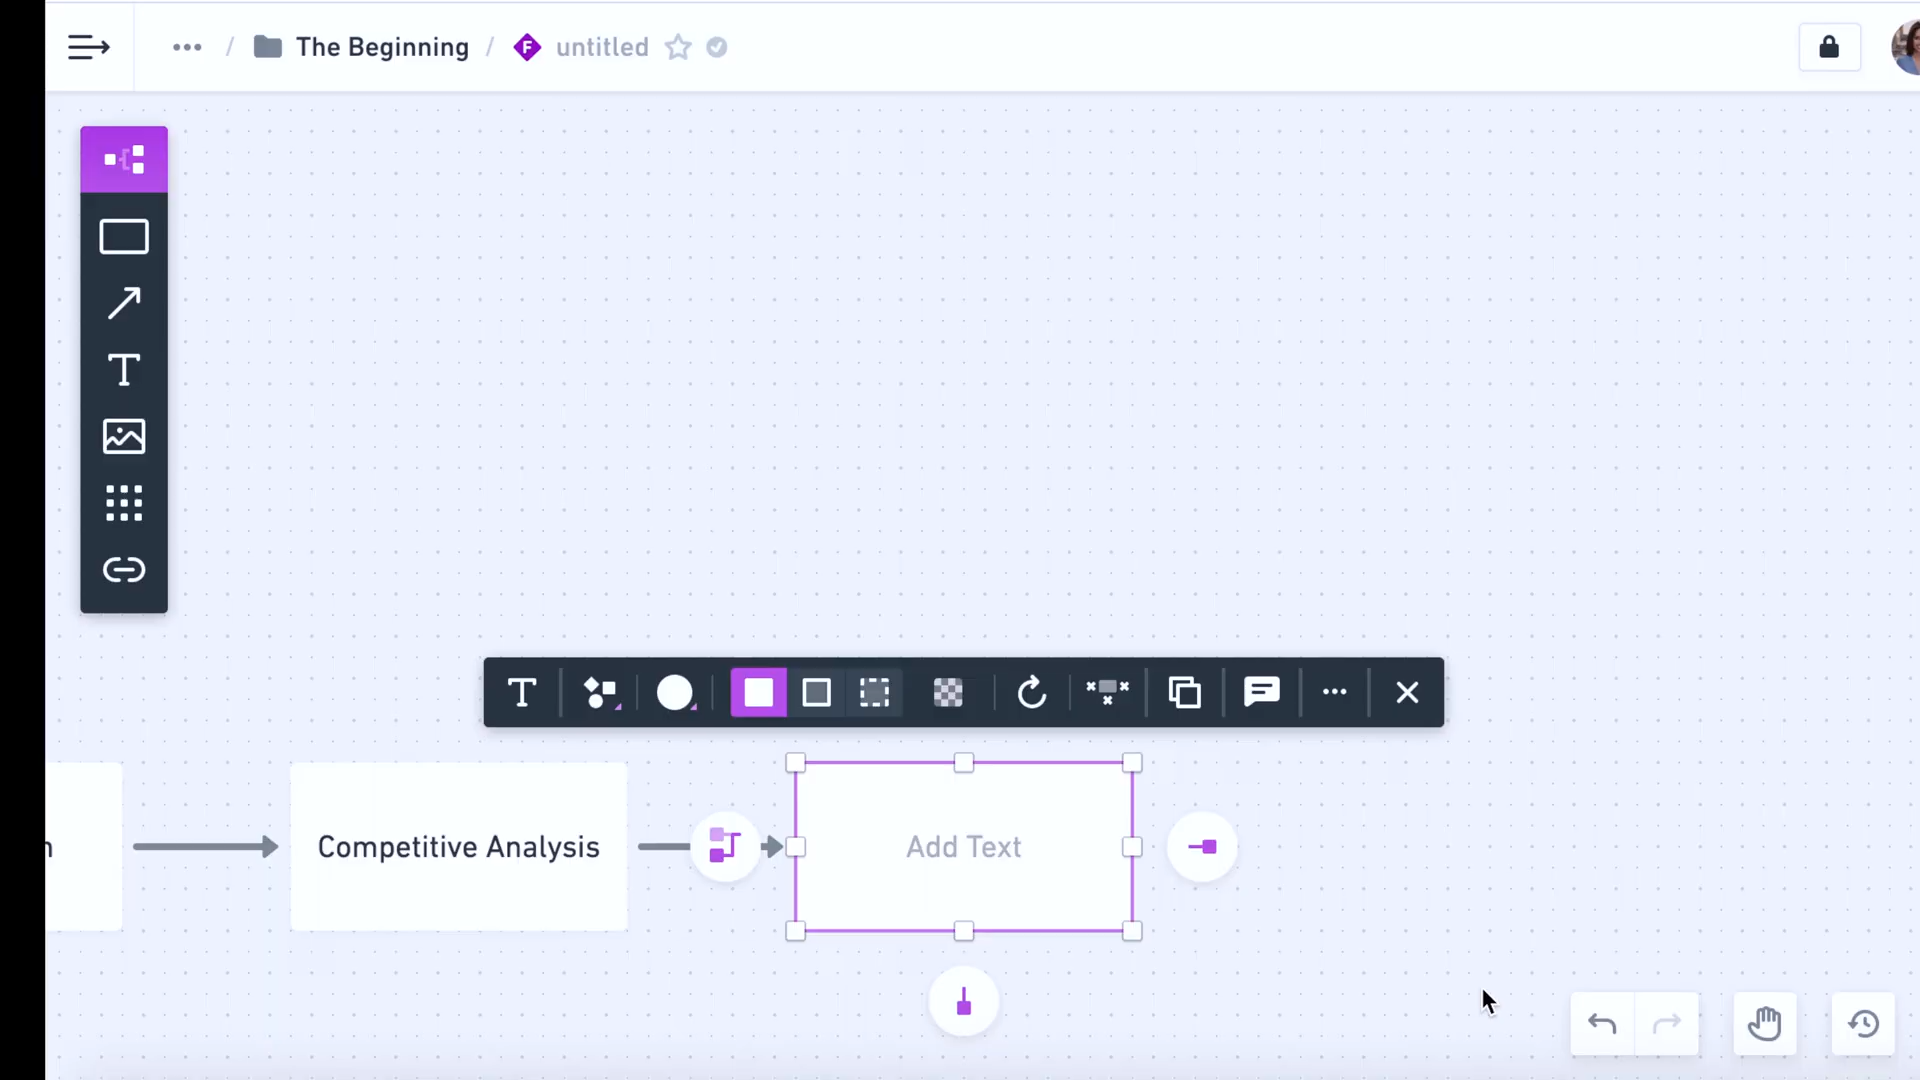 / The Beginning / F untitled
T
T
n
Competitive Analysis
Add Text